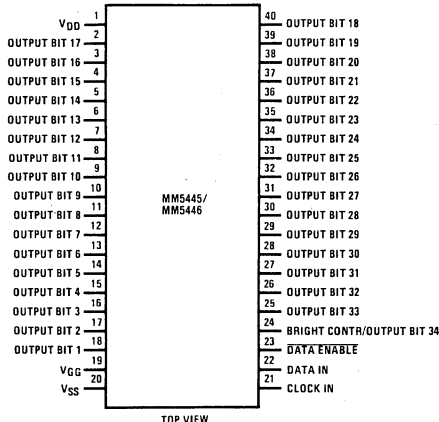 VDD 1
OUTPUT BIT 17 2
OUTPUT BIT 16 3
OUTPUT BIT 15 4
OUTPUT BIT 14 5
OUTPUT BIT 13 6
OUTPUT BIT 12 7
OUTPUT BIT 11 8
OUTPUT BIT 10 9
OUTPUT BIT 9 10
OUTPUT BIT 8 11
OUTPUT BIT 7 12
OUTPUT BIT 6 13
OUTPUT BIT 5 14
OUTPUT BIT 4 15
OUTPUT BIT 3 16
OUTPUT BIT 2 17
OUTPUT BIT 1 18
VGG 19
VSS 20
MM5445/
MM5446
40 OUTPUT BIT 18
39 OUTPUT BIT 19
38 OUTPUT BIT 20
37 OUTPUT BIT 21
36 OUTPUT BIT 22
35 OUTPUT BIT 23
34 OUTPUT BIT 24
33 OUTPUT BIT 25
32 OUTPUT BIT 26
31 OUTPUT BIT 27
30 OUTPUT BIT 28
29 OUTPUT BIT 29
28 OUTPUT BIT 30
27 OUTPUT BIT 31
26 OUTPUT BIT 32
25 OUTPUT BIT 33
24 BRIGHT CONTR/OUTPUT BIT 34
23 DATA ENABLE
22 DATA IN
21 CLOCK IN
TOP VIEW